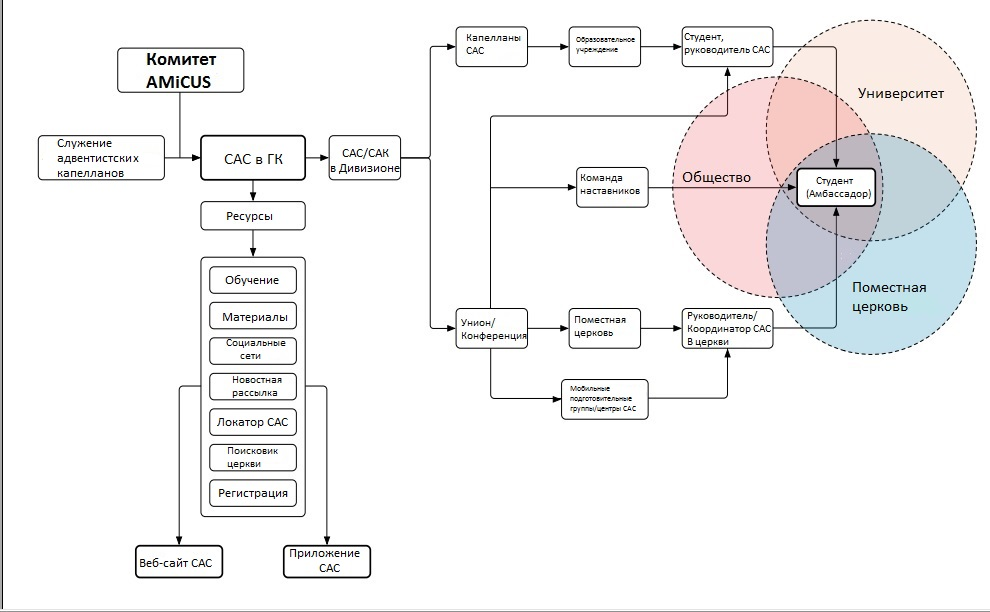 Комитет
AMiCUS
Служение
адвентистских
капелланов
САС в ГК
САС/САК
в Дивизионе
Ресурсы
Обучение
Материалы
Социальные
сети
Новостная
рассылка
Локатор САС
Поисковик
церкви
Регистрация
Веб-сайт САС
Приложение
САС
Капелланы
САС
Образовательное
учреждение
Студент,
руководитель САС
Команда
наставников
Унион/
Конференция
Поместная
церковь
Руководитель/
Координатор САС
В церкви
Мобильные
подготовительные
группы/центры САС
Университет
Общество
Студент
(Амбассадор)
Поместная
церковь